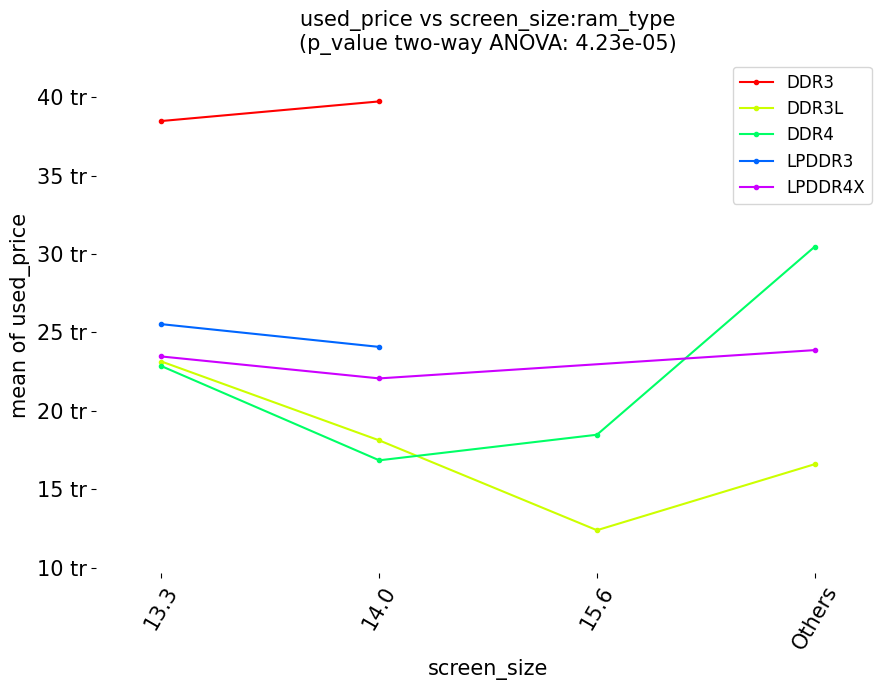 used_price vs screen_size:ram_type
(p_value two-way ANOVA: 4.23e-05)
DDR3
DDR3L
DDR4
LPDDR3
LPDDR4X
mean of used_price
40 tr
35 tr
30 tr
25 tr
20 tr
15 tr
10 tr
13.3
14.0
15.6
Others
screen_size